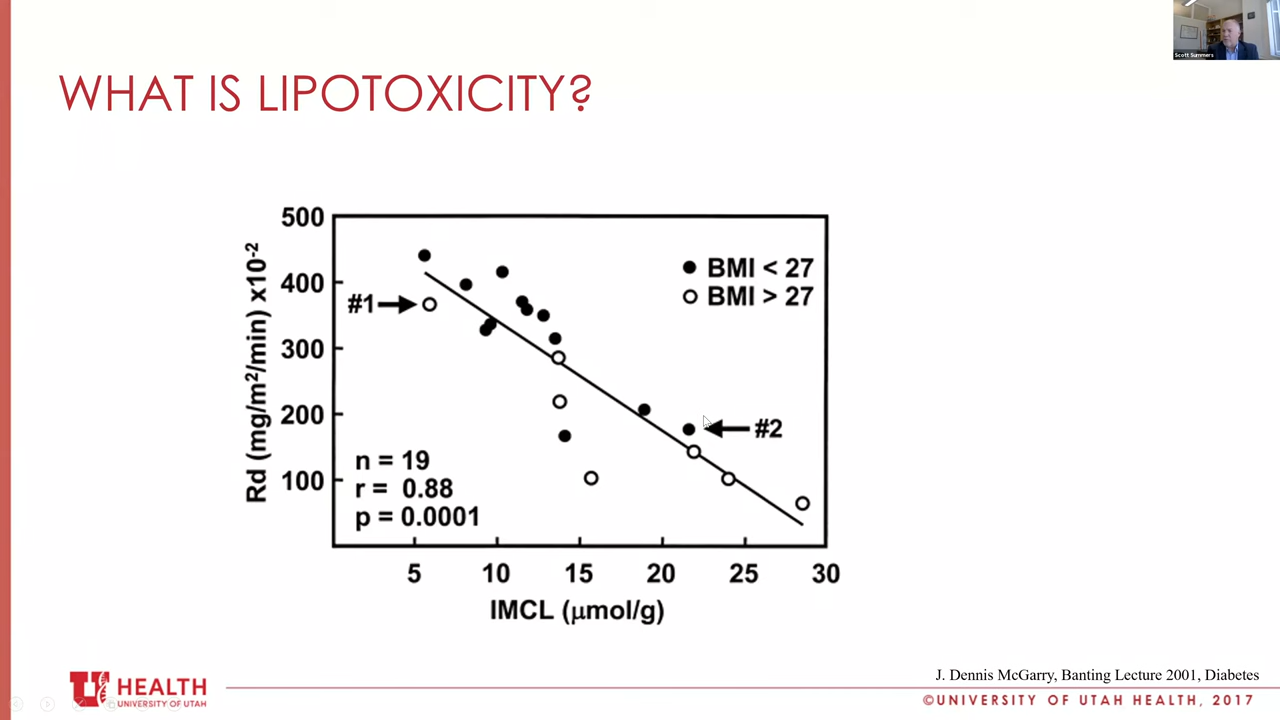 Scott Summers
WHAT IS LIPOTOXICITY?
Rd (mg/m²/min) x10⁻²
500
400
300
200
100
BMI < 27
BMI > 27
#1
#2
n = 19
r = 0.88
p = 0.0001
5 10 15 20 25 30
IMCL (μmol/g)
J. Dennis McGarry, Banting Lecture 2001, Diabetes
U HEALTH
UNIVERSITY OF UTAH
©UNIVERSITY OF UTAH HEALTH, 2017